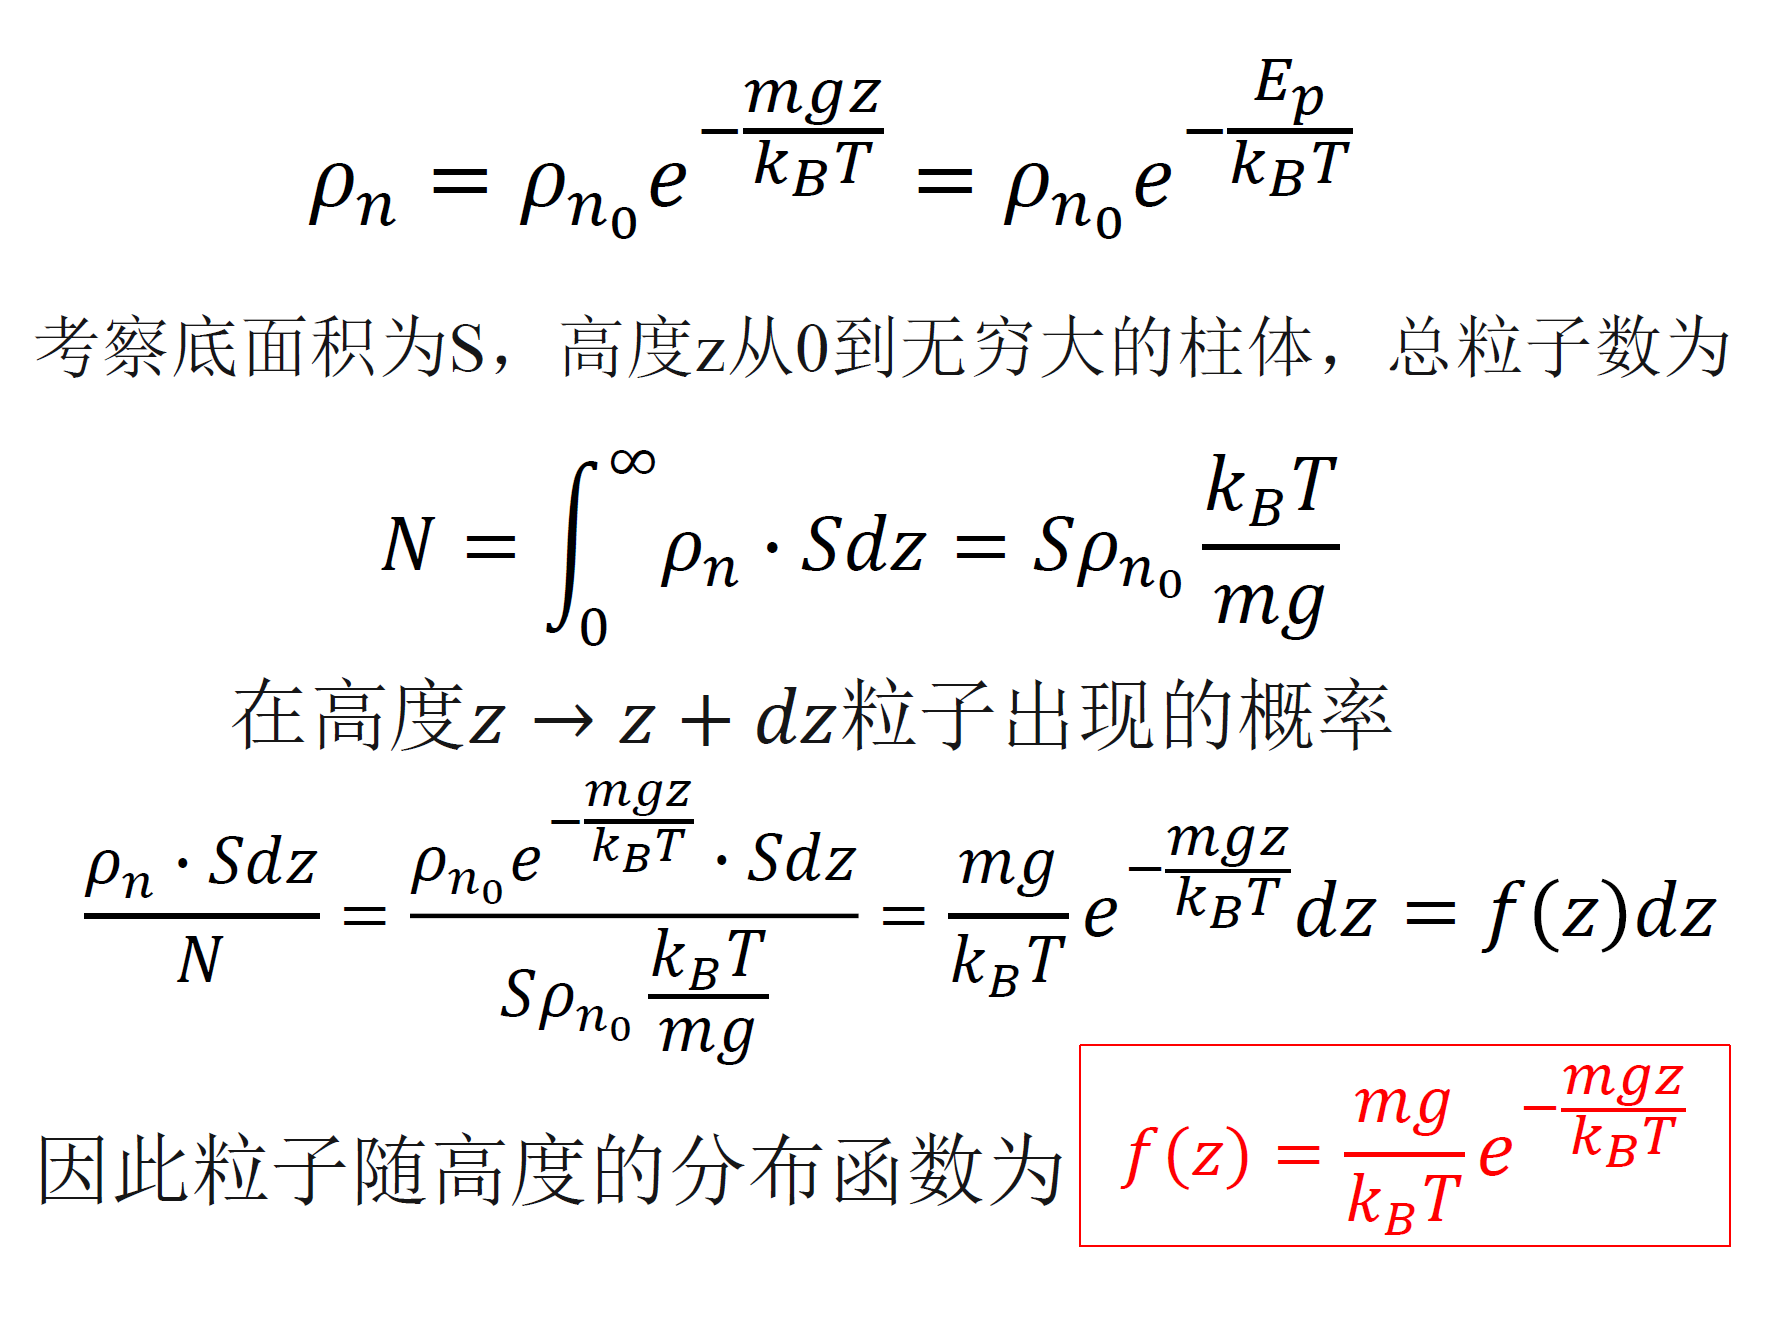 $\rho_n = \rho_{n_0} e^{-\frac{mgz}{k_B T}} = \rho_{n_0} e^{-\frac{E_p}{k_B T}}$
考察底面积为S，高度z从0到无穷大的柱体，总粒子数为
$N = \int_0^\infty \rho_n \cdot S dz = S \rho_{n_0} \frac{k_B T}{mg}$
在高度$z \to z + dz$粒子出现的概率
$\frac{\rho_n \cdot S dz}{N} = \frac{\rho_{n_0} e^{-\frac{mgz}{k_B T}} \cdot S dz}{S \rho_{n_0} \frac{k_B T}{mg}} = \frac{mg}{k_B T} e^{-\frac{mgz}{k_B T}} dz = f(z) dz$
因此粒子随高度的分布函数为 $f(z) = \frac{mg}{k_B T} e^{-\frac{mgz}{k_B T}}$